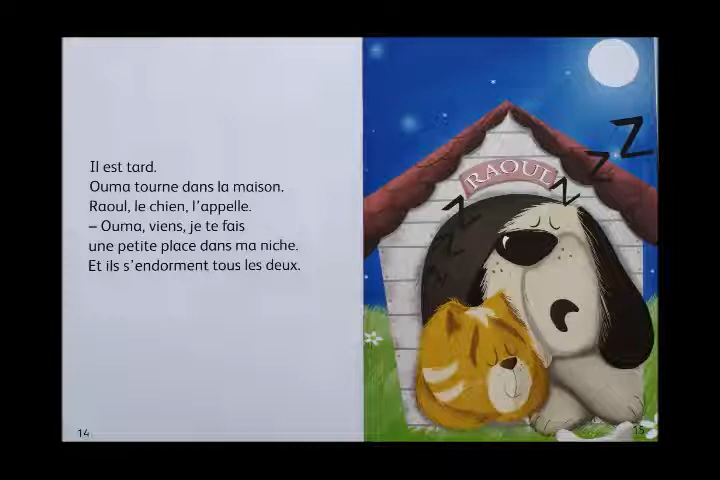 Il est tard.
Ouma tourne dans la maison.
Raoul, le chien, l'appelle.
– Ouma, viens, je te fais
une petite place dans ma niche.
Et ils s'endorment tous les deux.
14
RAOUL
Z
Z
Z
Z
15